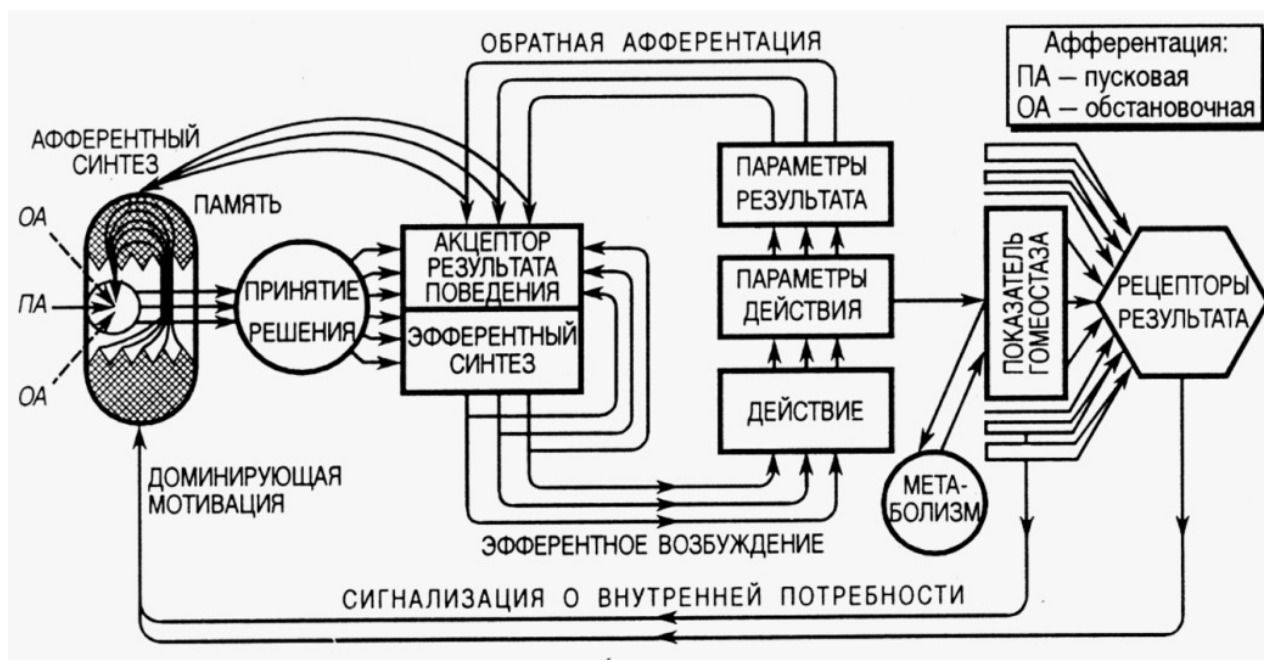 ОБРАТНАЯ АФФЕРЕНТАЦИЯ
Афферентация:
ПА — пусковая
ОА — обстановочная
АФФЕРЕНТНЫЙ
СИНТЕЗ
ПАМЯТЬ
ОА
ПА
ОА
ПРИНЯТИЕ
РЕШЕНИЯ
АКЦЕПТОР
РЕЗУЛЬТАТА
ПОВЕДЕНИЯ
ЭФФЕРЕНТНЫЙ
СИНТЕЗ
ПАРАМЕТРЫ
РЕЗУЛЬТАТА
ПАРАМЕТРЫ
ДЕЙСТВИЯ
ДЕЙСТВИЕ
ПОКАЗАТЕЛЬ
ГОМЕОСТАЗА
РЕЦЕПТОРЫ
РЕЗУЛЬТАТА
МЕТА-
БОЛИЗМ
ДОМИНИРУЮЩАЯ
МОТИВАЦИЯ
ЭФФЕРЕНТНОЕ ВОЗБУЖДЕНИЕ
СИГНАЛИЗАЦИЯ О ВНУТРЕННЕЙ ПОТРЕБНОСТИ